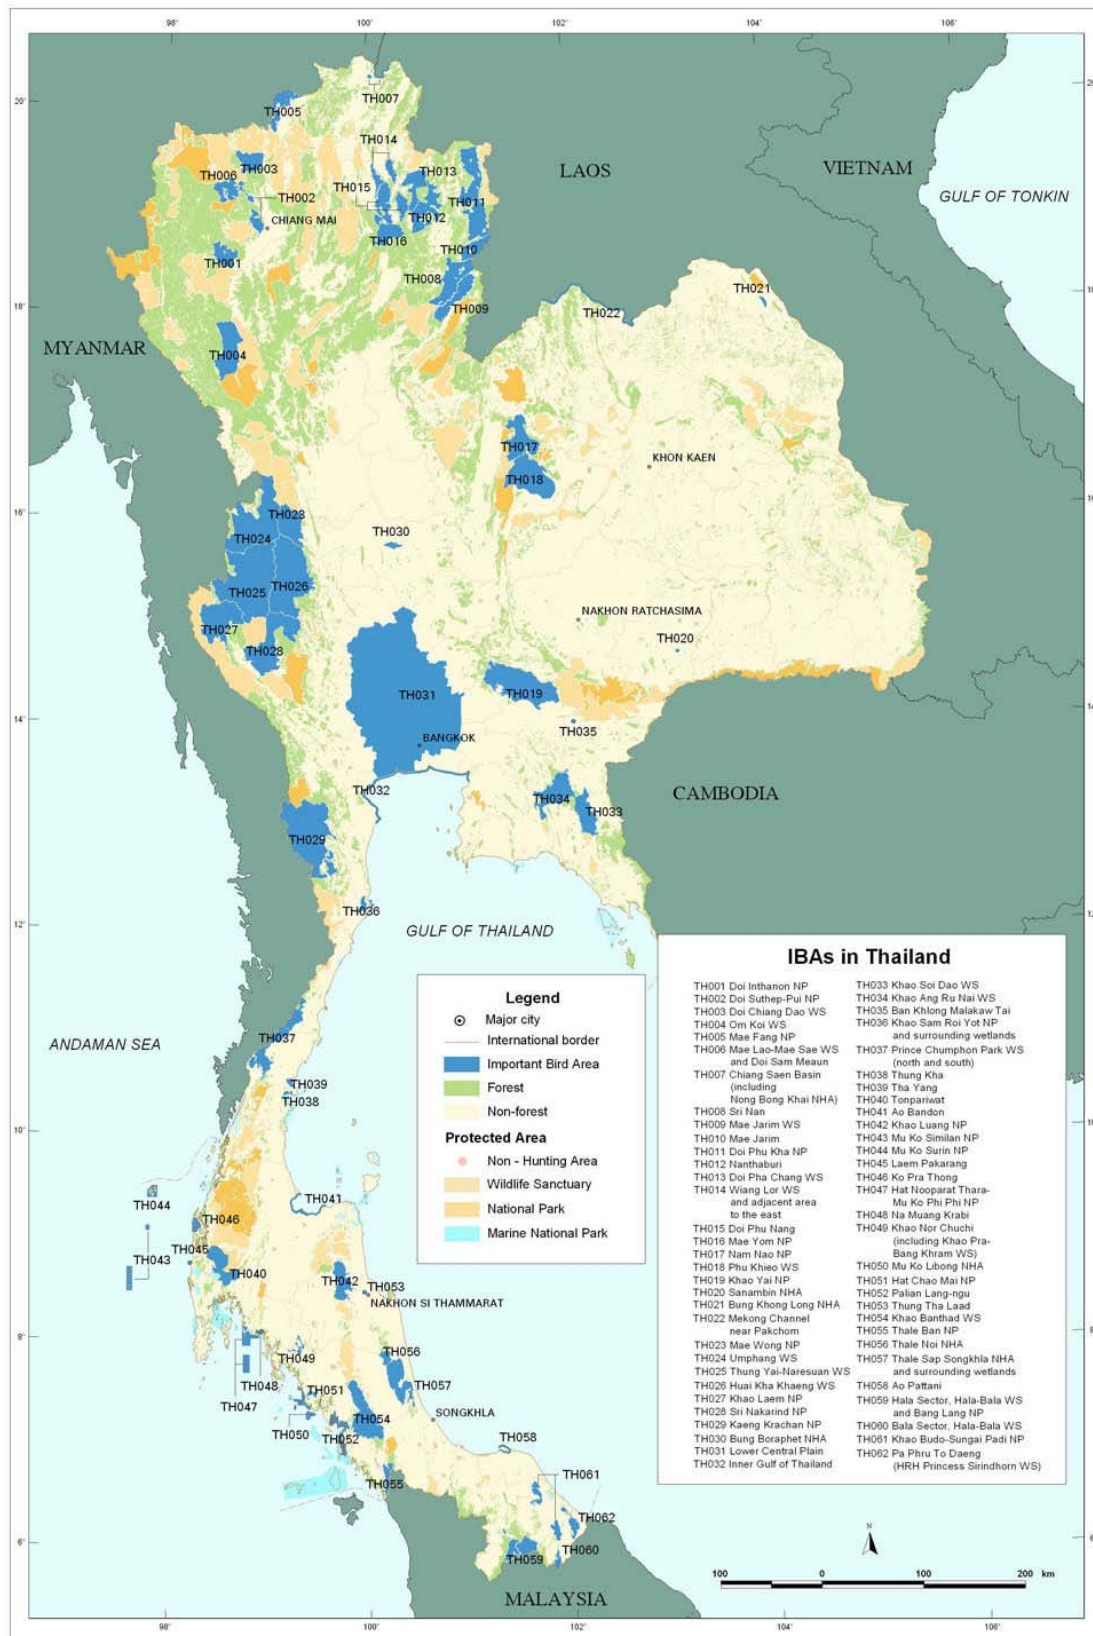 98°
100°
102°
104°
106°
20°
18°
16°
14°
12°
10°
8°
6°
TH007
TH005
TH014
LAOS
VIETNAM
GULF OF TONKIN
TH003
TH006
TH013
TH015
TH002
TH011
TH012
CHIANG MAI
TH016
TH010
TH001
TH008
TH021
TH009
TH022
MYANMAR
TH004
TH017
KHON KAEN
TH018
TH023
TH030
TH024
TH026
TH025
NAKHON RATCHASIMA
TH027
TH020
TH028
TH031
TH019
TH035
BANGKOK
TH032
CAMBODIA
TH034
TH033
TH029
TH036
GULF OF THAILAND
ANDAMAN SEA
TH037
TH039
TH038
TH044
TH041
TH046
TH045
TH043
TH040
TH042
TH053
NAKHON SI THAMMARAT
TH056
TH049
TH048
TH057
TH051
TH047
TH054
SONGKHLA
TH050
TH052
TH058
TH061
TH055
TH062
TH060
TH059
MALAYSIA
Legend
Major city
International border
Important Bird Area
Forest
Non-forest
Protected Area
Non - Hunting Area
Wildlife Sanctuary
National Park
Marine National Park
IBAs in Thailand
TH001 Doi Inthanon NP
TH002 Doi Suthep-Pui NP
TH003 Doi Chiang Dao WS
TH004 Om Koi WS
TH005 Mae Fang NP
TH006 Mae Lao-Mae Sae WS
and Doi Sam Meaun
TH007 Chiang Saen Basin
(including
Nong Bong Khai NHA)
TH008 Sri Nan
TH009 Mae Jarim WS
TH010 Mae Jarim
TH011 Doi Phu Kha NP
TH012 Nanthaburi
TH013 Doi Pha Chang WS
TH014 Wiang Lor WS
and adjacent area
to the east
TH015 Doi Phu Nang
TH016 Mae Yom NP
TH017 Nam Nao NP
TH018 Phu Khieo WS
TH019 Khao Yai NP
TH020 Sanambin NHA
TH021 Bung Khong Long NHA
TH022 Mekong Channel
near Pakchom
TH023 Mae Wong NP
TH024 Umphang WS
TH025 Thung Yai-Naresuan WS
TH026 Huai Kha Khaeng WS
TH027 Khao Laem NP
TH028 Sri Nakarind NP
TH029 Kaeng Krachan NP
TH030 Bung Boraphet NHA
TH031 Lower Central Plain
TH032 Inner Gulf of Thailand
TH033 Khao Soi Dao WS
TH034 Khao Ang Ru Nai WS
TH035 Ban Khlong Malakaw Tai
TH036 Khao Sam Roi Yot NP
and surrounding wetlands
TH037 Prince Chumphon Park WS
(north and south)
TH038 Thung Kha
TH039 Tha Yang
TH040 Tonpariwat
TH041 Ao Bandon
TH042 Khao Luang NP
TH043 Mu Ko Similan NP
TH044 Mu Ko Surin NP
TH045 Laem Pakarang
TH046 Ko Pra Thong
TH047 Hat Nooparat Thara-
Mu Ko Phi Phi NP
TH048 Na Muang Krabi
TH049 Khao Nor Chuchi
(including Khao Pra-
Bang Khram WS)
TH050 Mu Ko Libong NHA
TH051 Hat Chao Mai NP
TH052 Palian Lang-ngu
TH053 Thung Tha Laad
TH054 Khao Banthad WS
TH055 Thale Ban NP
TH056 Thale Noi NHA
TH057 Thale Sap Songkhla NHA
and surrounding wetlands
TH058 Ao Pattani
TH059 Hala Sector, Hala-Bala WS
and Bang Lang NP
TH060 Bala Sector, Hala-Bala WS
TH061 Khao Budo-Sungai Padi NP
TH062 Pa Phru To Daeng
(HRH Princess Sirindhorn WS)
N
100 0 100 200 km
98°
100°
102°
104°
106°